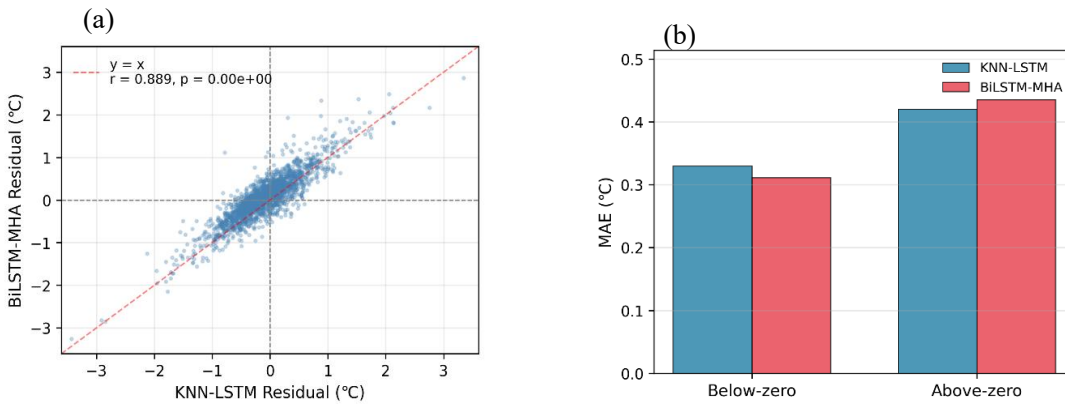 (a)
y = x
r = 0.889, p = 0.00e+00
3
2
1
0
−1
−2
−3
BiLSTM-MHA Residual (℃)
−3
−2
−1
0
1
2
3
KNN-LSTM Residual (℃)
(b)
KNN-LSTM
BiLSTM-MHA
0.5
0.4
0.3
0.2
0.1
0.0
MAE (℃)
Below-zero
Above-zero